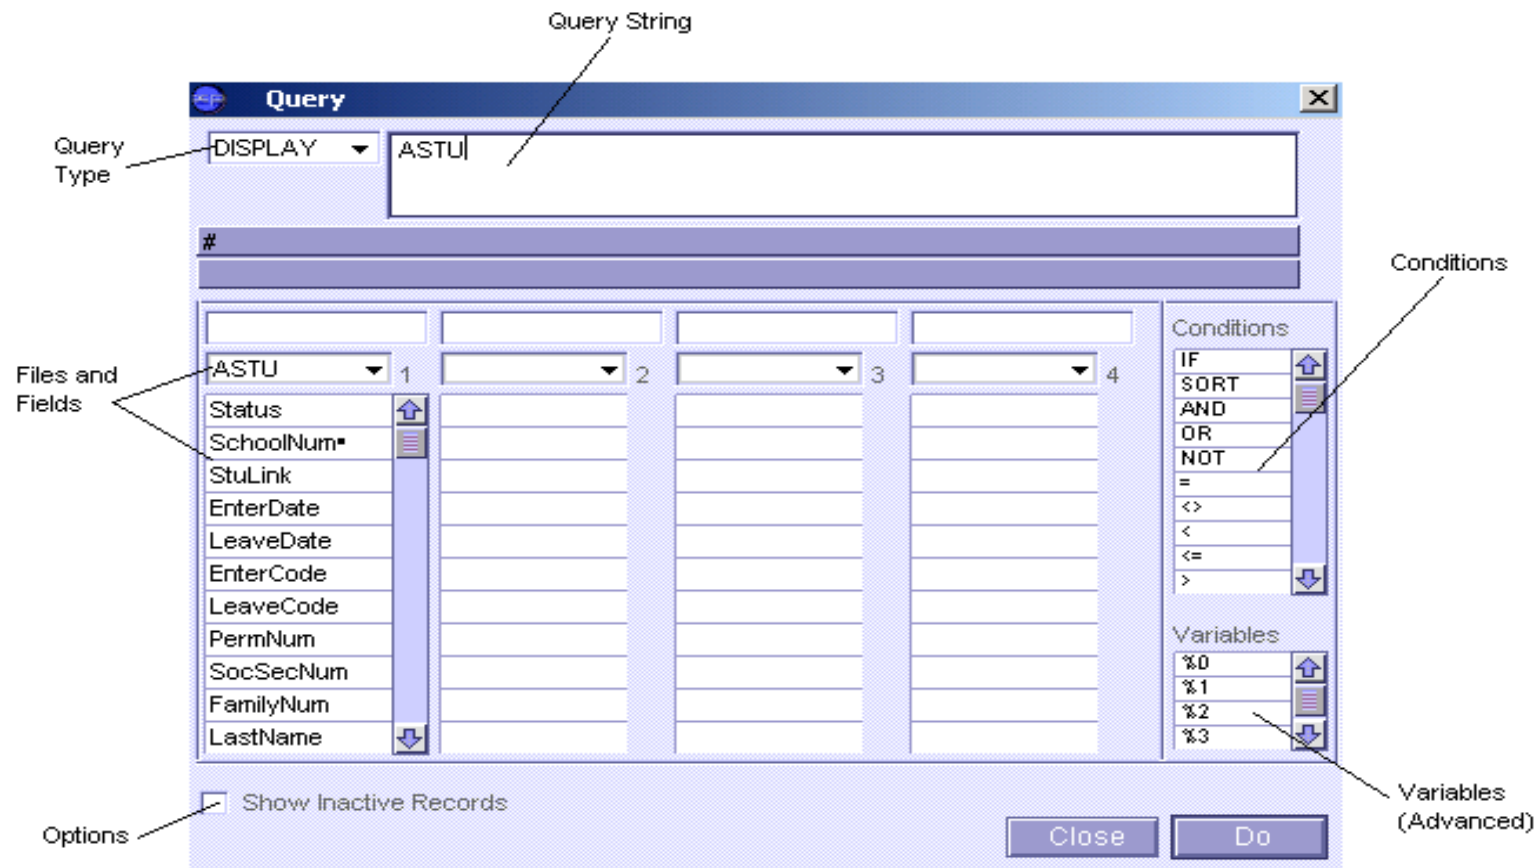 Query String
Query
Query
Type
DISPLAY
ASTU
#
Conditions
Files and
Fields
ASTU
1
2
3
4
Status
SchoolNum▪
StuLink
EnterDate
LeaveDate
EnterCode
LeaveCode
PermNum
SocSecNum
FamilyNum
LastName
Conditions
IF
SORT
AND
OR
NOT
=
<>
<
<=
>
Variables
%0
%1
%2
%3
Show Inactive Records
Options
Close
Do
Variables
(Advanced)